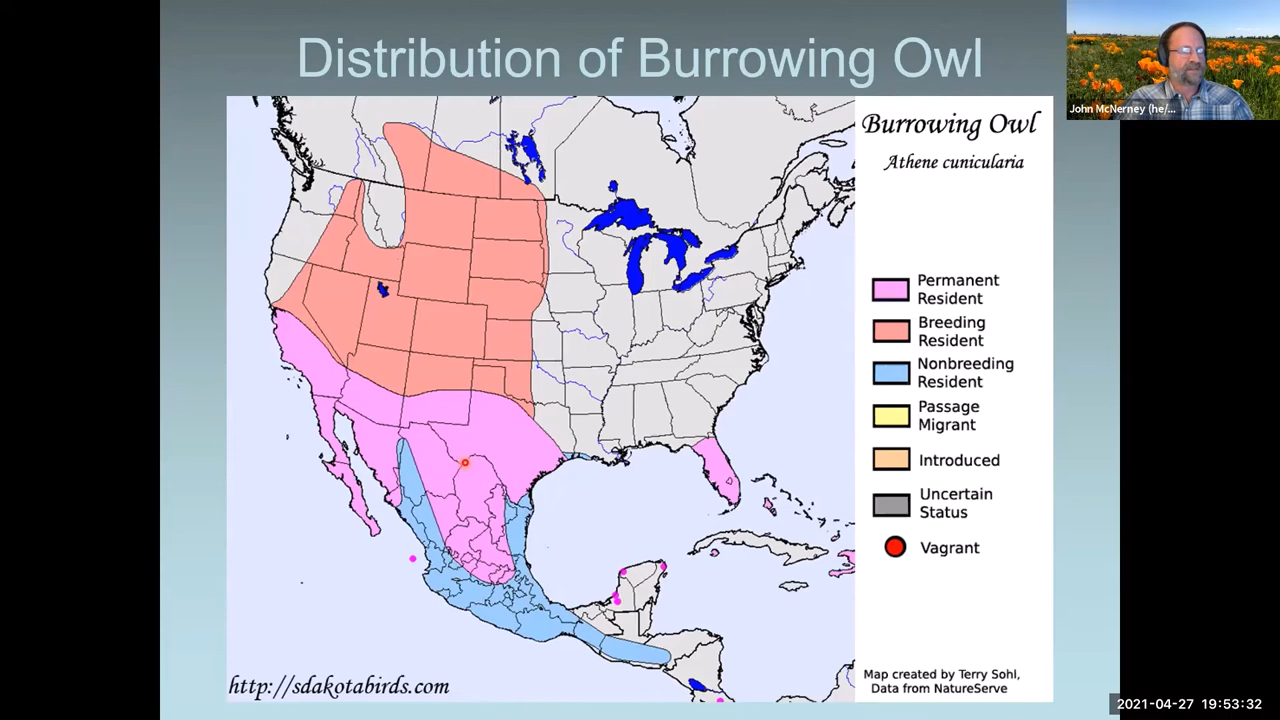 Distribution of Burrowing Owl
John McNerney (he/...
Burrowing Owl
Athene cunicularia
Permanent
Resident
Breeding
Resident
Nonbreeding
Resident
Passage
Migrant
Introduced
Uncertain
Status
Vagrant
http://sdakotabirds.com
Map created by Terry Sohl,
Data from NatureServe
2021-04-27 19:53:32